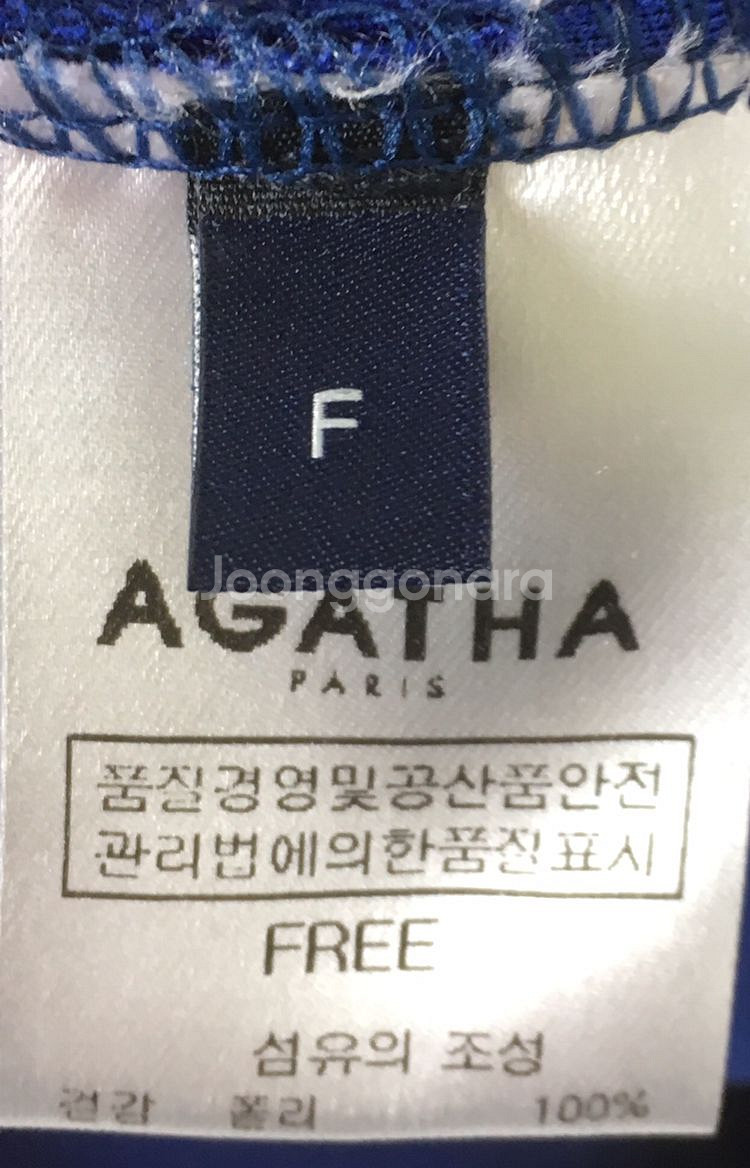 F
Joonggonara
AGATHA
PARIS
품질경영및공산품안전
관리법에의한품질표시
FREE
섬유의 조성
겉감 폴리 100%